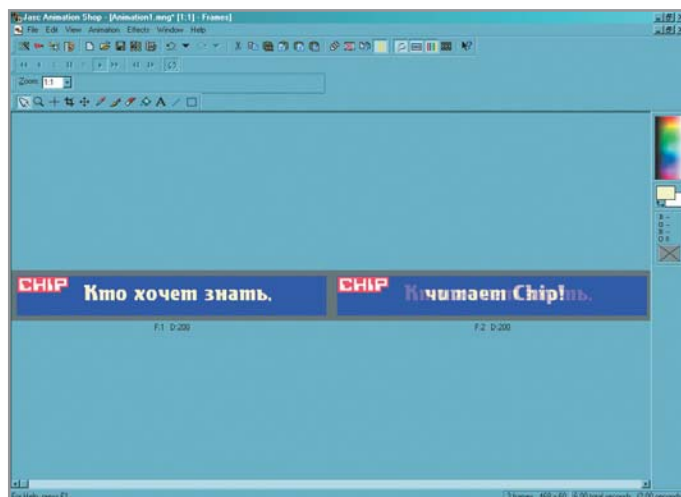 Jasc Animation Shop - [Animation1.mng* [1:1] - Frames]
File Edit View Animation Effects Window Help
Zoom: 1:1
CHIP Кто хочет знать.
CHIP читает Chip!
F:1 D:200
F:2 D:200